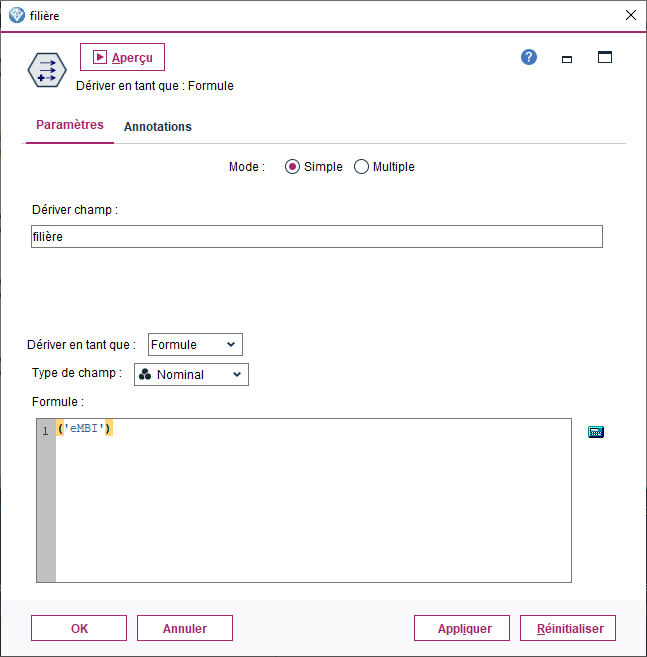 filière
Aperçu
?
Dériver en tant que : Formule
Paramètres Annotations
Mode : Simple Multiple
Dériver champ :
filière
Dériver en tant que : Formule
Type de champ : Nominal
Formule :
1 ('eMBI')
OK Annuler Appliquer Réinitialiser